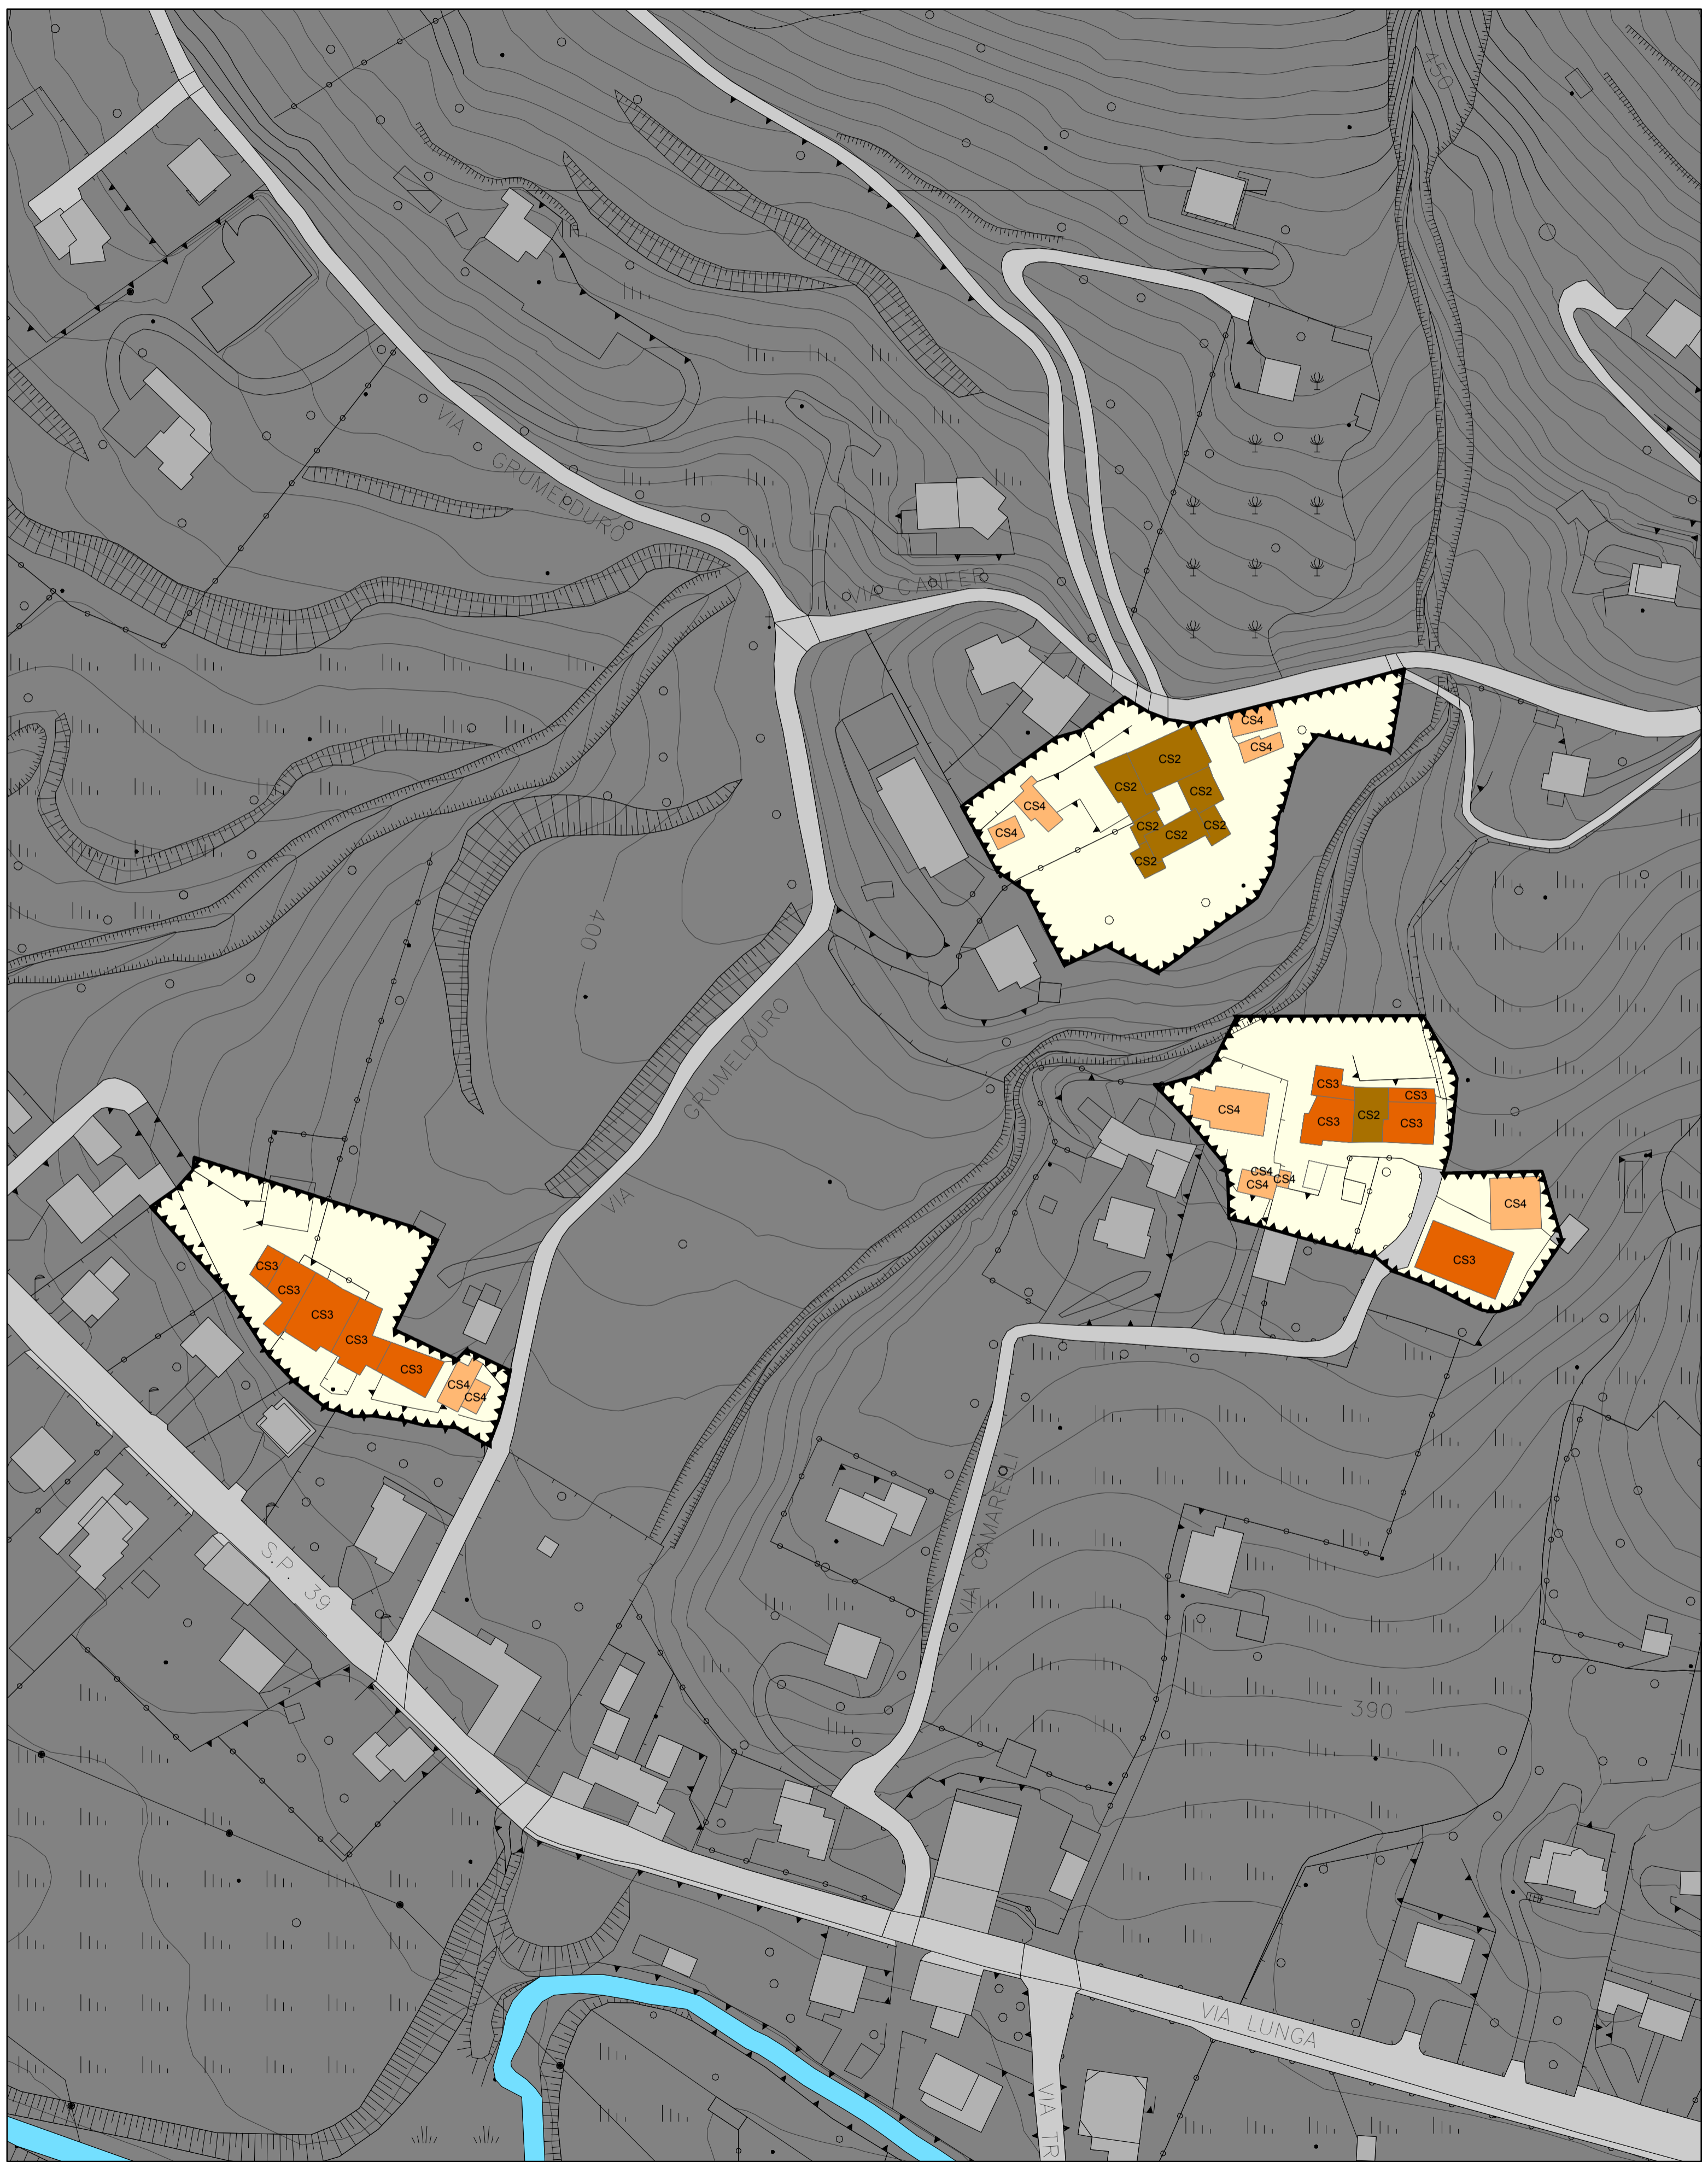 450
VIA
GRUMELDURO
VIA CANFER
CS4
CS4
CS2
CS2
CS2
CS4
CS4
CS2
CS2
CS2
CS2
400
GRUMELDURO
VIA
CS3
CS3
CS4
CS2
CS3
CS3
CS4
CS4
CS4
CS4
CS3
CS3
CS3
CS3
CS3
CS3
CS4
CS4
VIA CAMARELLI
S.P. 39
390
VIA LUNGA
VIA TR